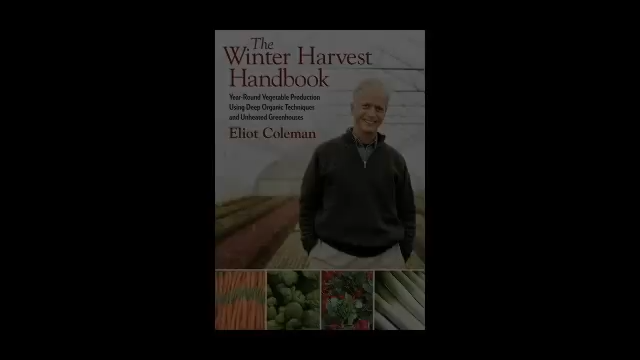 The
Winter Harvest
Handbook
Year-Round Vegetable Production
Using Deep Organic Techniques
and Unheated Greenhouses
Eliot Coleman